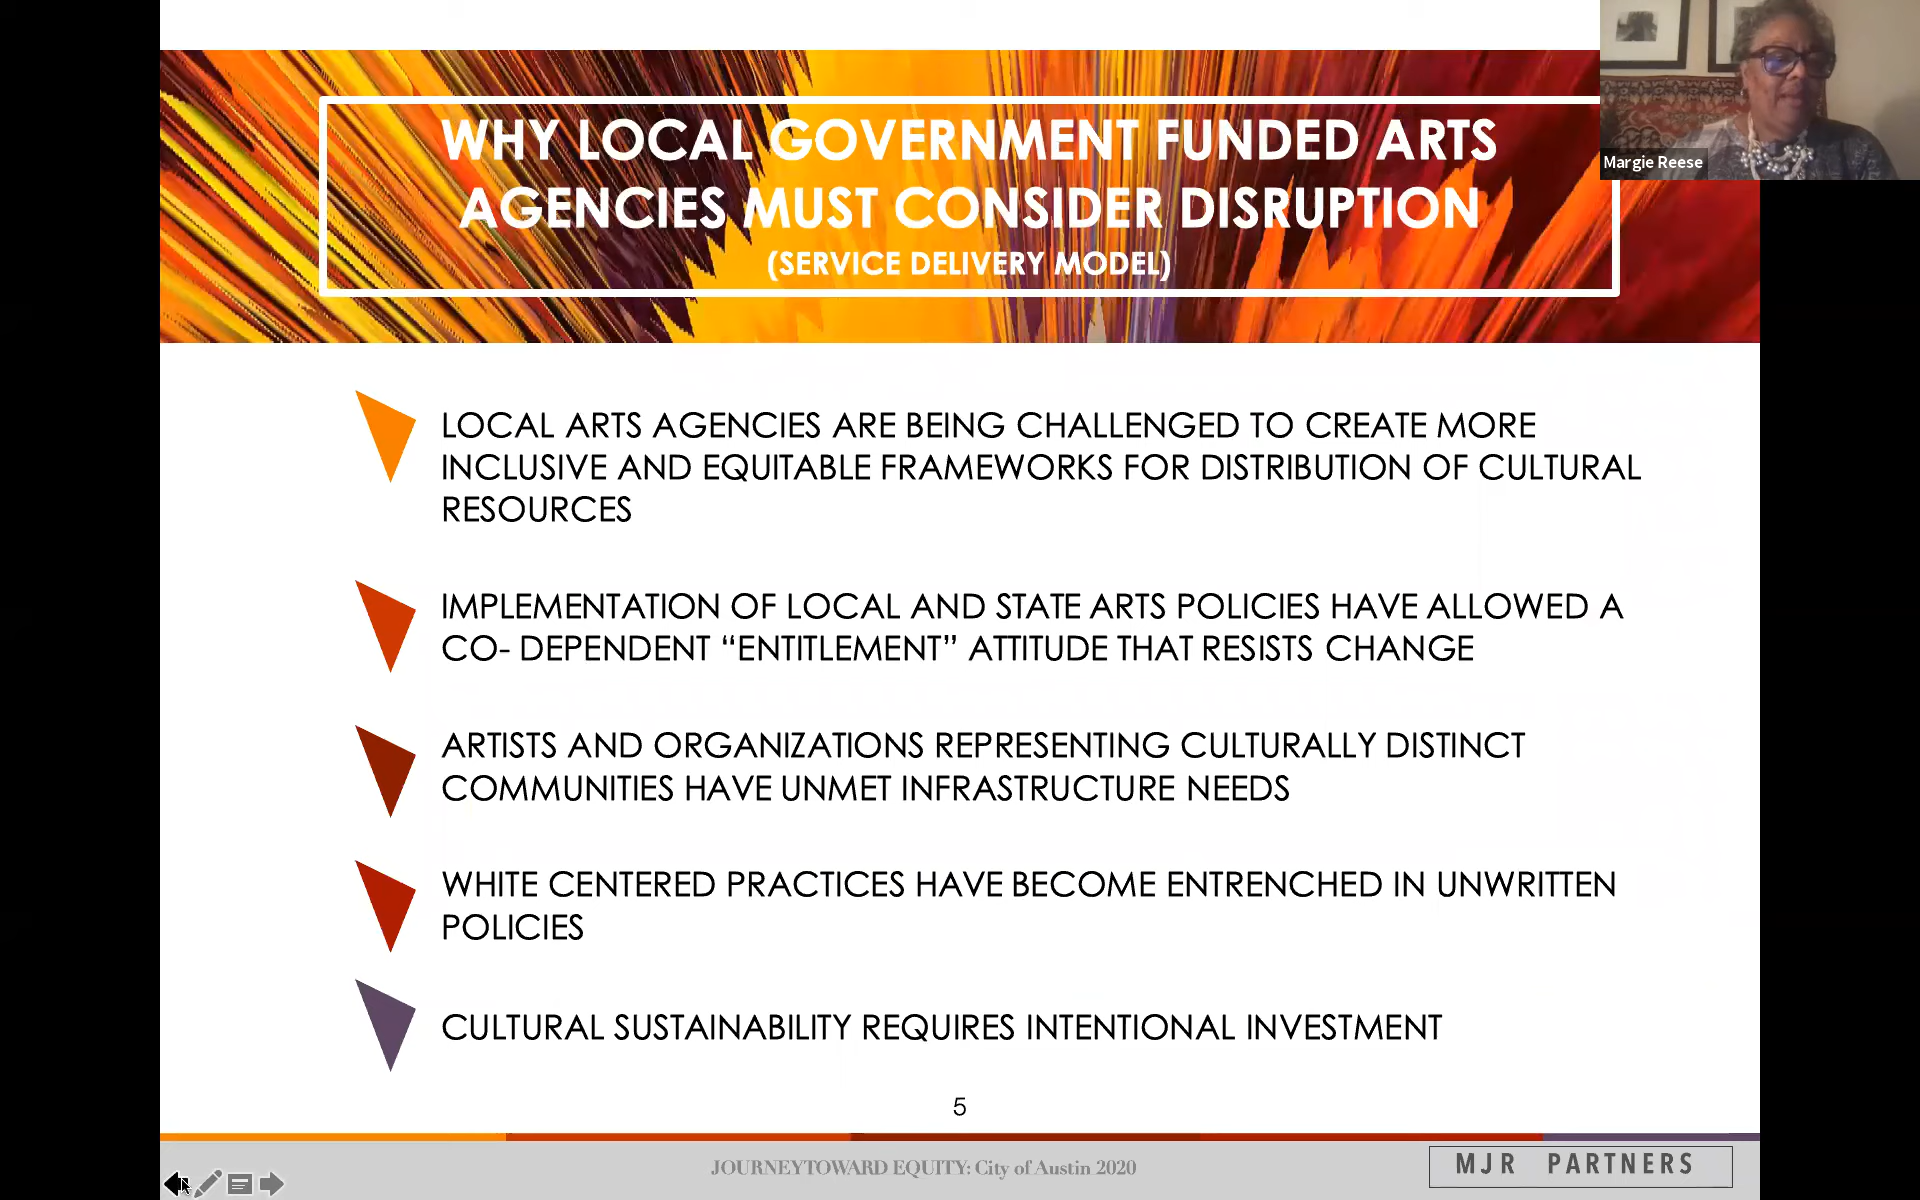 WHY LOCAL GOVERNMENT FUNDED ARTS
AGENCIES MUST CONSIDER DISRUPTION
(SERVICE DELIVERY MODEL)
Margie Reese
LOCAL ARTS AGENCIES ARE BEING CHALLENGED TO CREATE MORE
INCLUSIVE AND EQUITABLE FRAMEWORKS FOR DISTRIBUTION OF CULTURAL
RESOURCES
IMPLEMENTATION OF LOCAL AND STATE ARTS POLICIES HAVE ALLOWED A
CO- DEPENDENT “ENTITLEMENT” ATTITUDE THAT RESISTS CHANGE
ARTISTS AND ORGANIZATIONS REPRESENTING CULTURALLY DISTINCT
COMMUNITIES HAVE UNMET INFRASTRUCTURE NEEDS
WHITE CENTERED PRACTICES HAVE BECOME ENTRENCHED IN UNWRITTEN
POLICIES
CULTURAL SUSTAINABILITY REQUIRES INTENTIONAL INVESTMENT
5
JOURNEYTOWARD EQUITY: City of Austin 2020
MJR PARTNERS